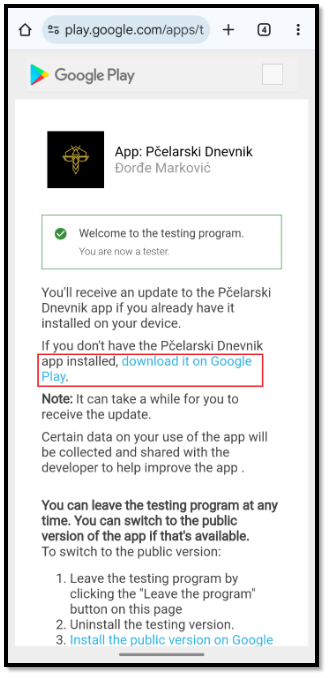 play.google.com/apps/t
4
Google Play
App: Pčelarski Dnevnik
Đorđe Marković
Welcome to the testing program.
You are now a tester.
You'll receive an update to the Pčelarski
Dnevnik app if you already have it
installed on your device.
If you don't have the Pčelarski Dnevnik
app installed, download it on Google
Play.
Note: It can take a while for you to
receive the update.
Certain data on your use of the app will
be collected and shared with the
developer to help improve the app .
You can leave the testing program at any
time. You can switch to the public
version of the app if that's available.
To switch to the public version:
1. Leave the testing program by
clicking the "Leave the program"
button on this page
2. Uninstall the testing version.
3. Install the public version on Google